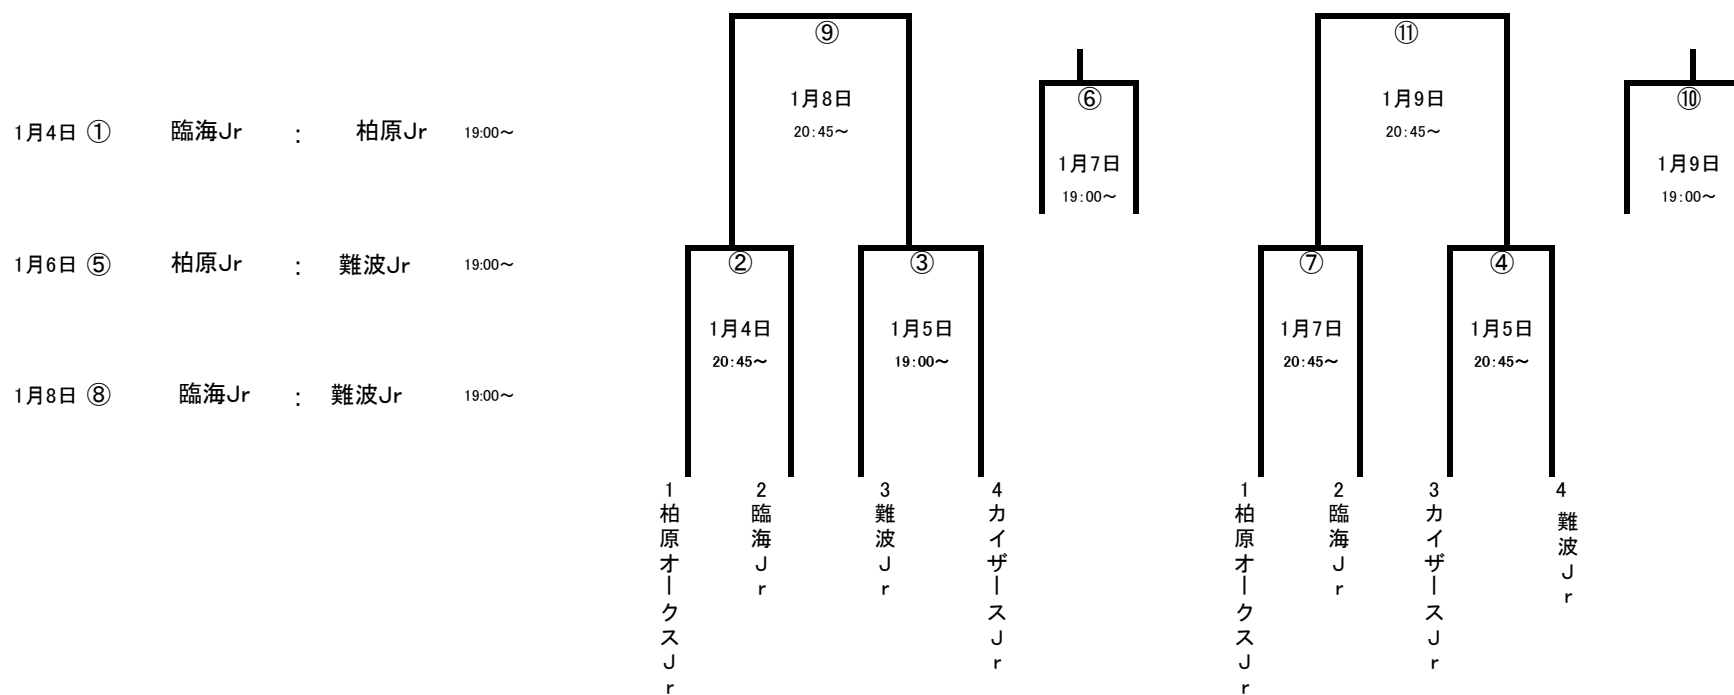 1月4日 ① 臨海Jr : 柏原Jr 19:00～
1月6日 ⑤ 柏原Jr : 難波Jr 19:00～
1月8日 ⑧ 臨海Jr : 難波Jr 19:00～
⑨
1月8日
20:45～
⑥
1月7日
19:00～
②
1月4日
20:45～
③
1月5日
19:00～
1
柏原オークスJr
2
臨海Jr
3
難波Jr
4
カイザースJr
⑪
1月9日
20:45～
⑩
1月9日
19:00～
⑦
1月7日
20:45～
④
1月5日
20:45～
1
柏原オークスJr
2
臨海Jr
3
カイザースJr
4
難波Jr